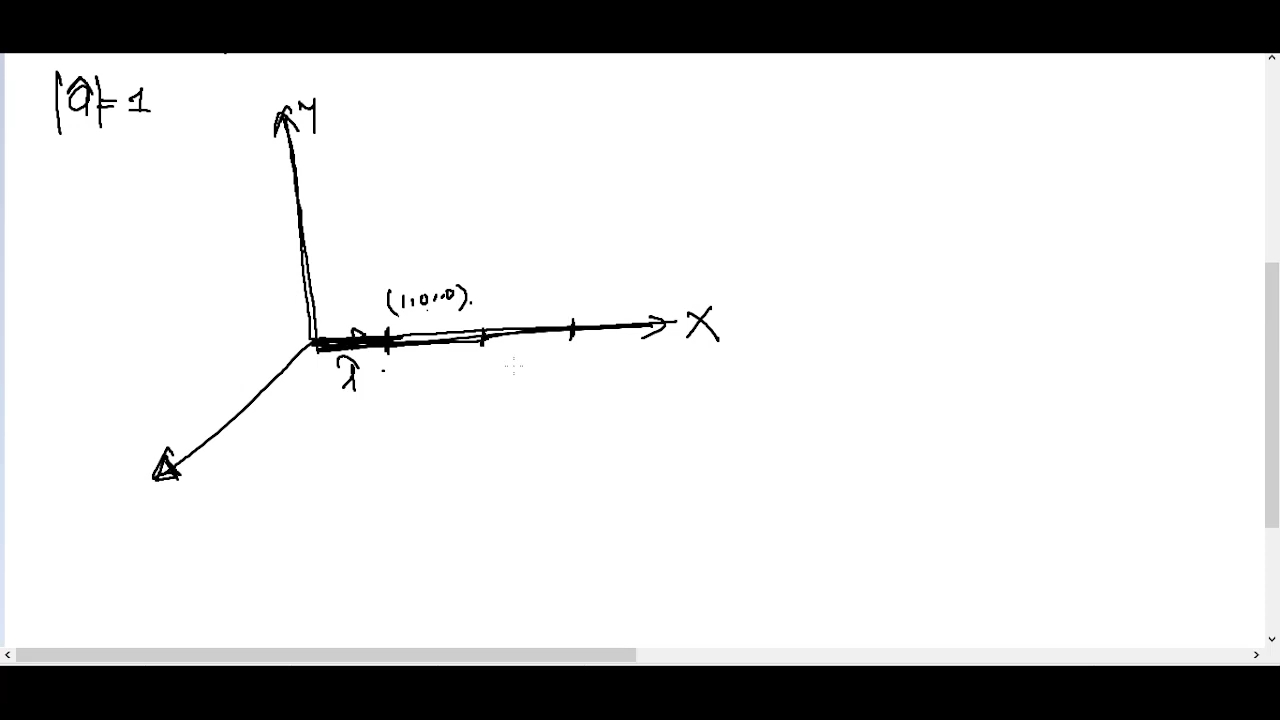 |â|= 1
Y
(1,0,0).
X
î